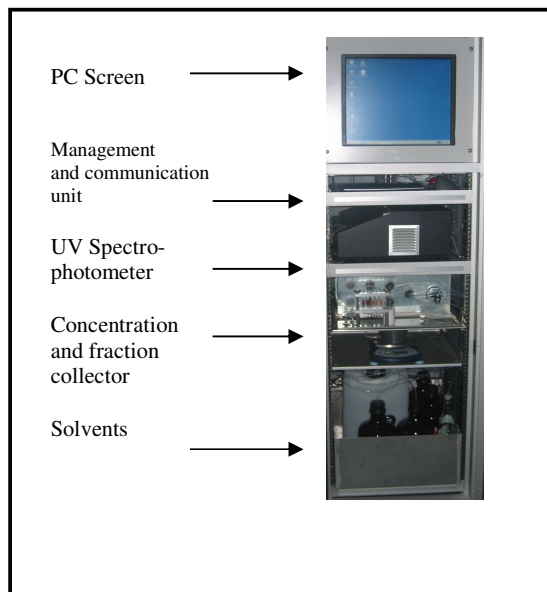 PC Screen
Management
and communication
unit
UV Spectro-
photometer
Concentration
and fraction
collector
Solvents